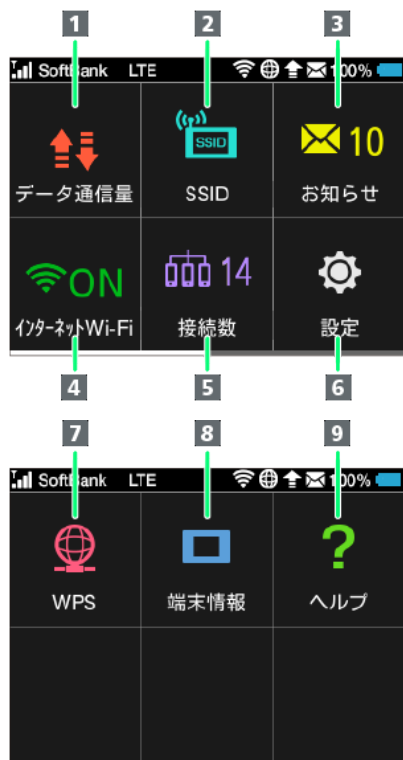 1 2 3
SoftBank LTE 100%
10
SSID
データ通信量 SSID お知らせ
ON 14
インターネットWi-Fi 接続数 設定
4 5 6
7 8 9
SoftBank LTE 100%
?
WPS 端末情報 ヘルプ